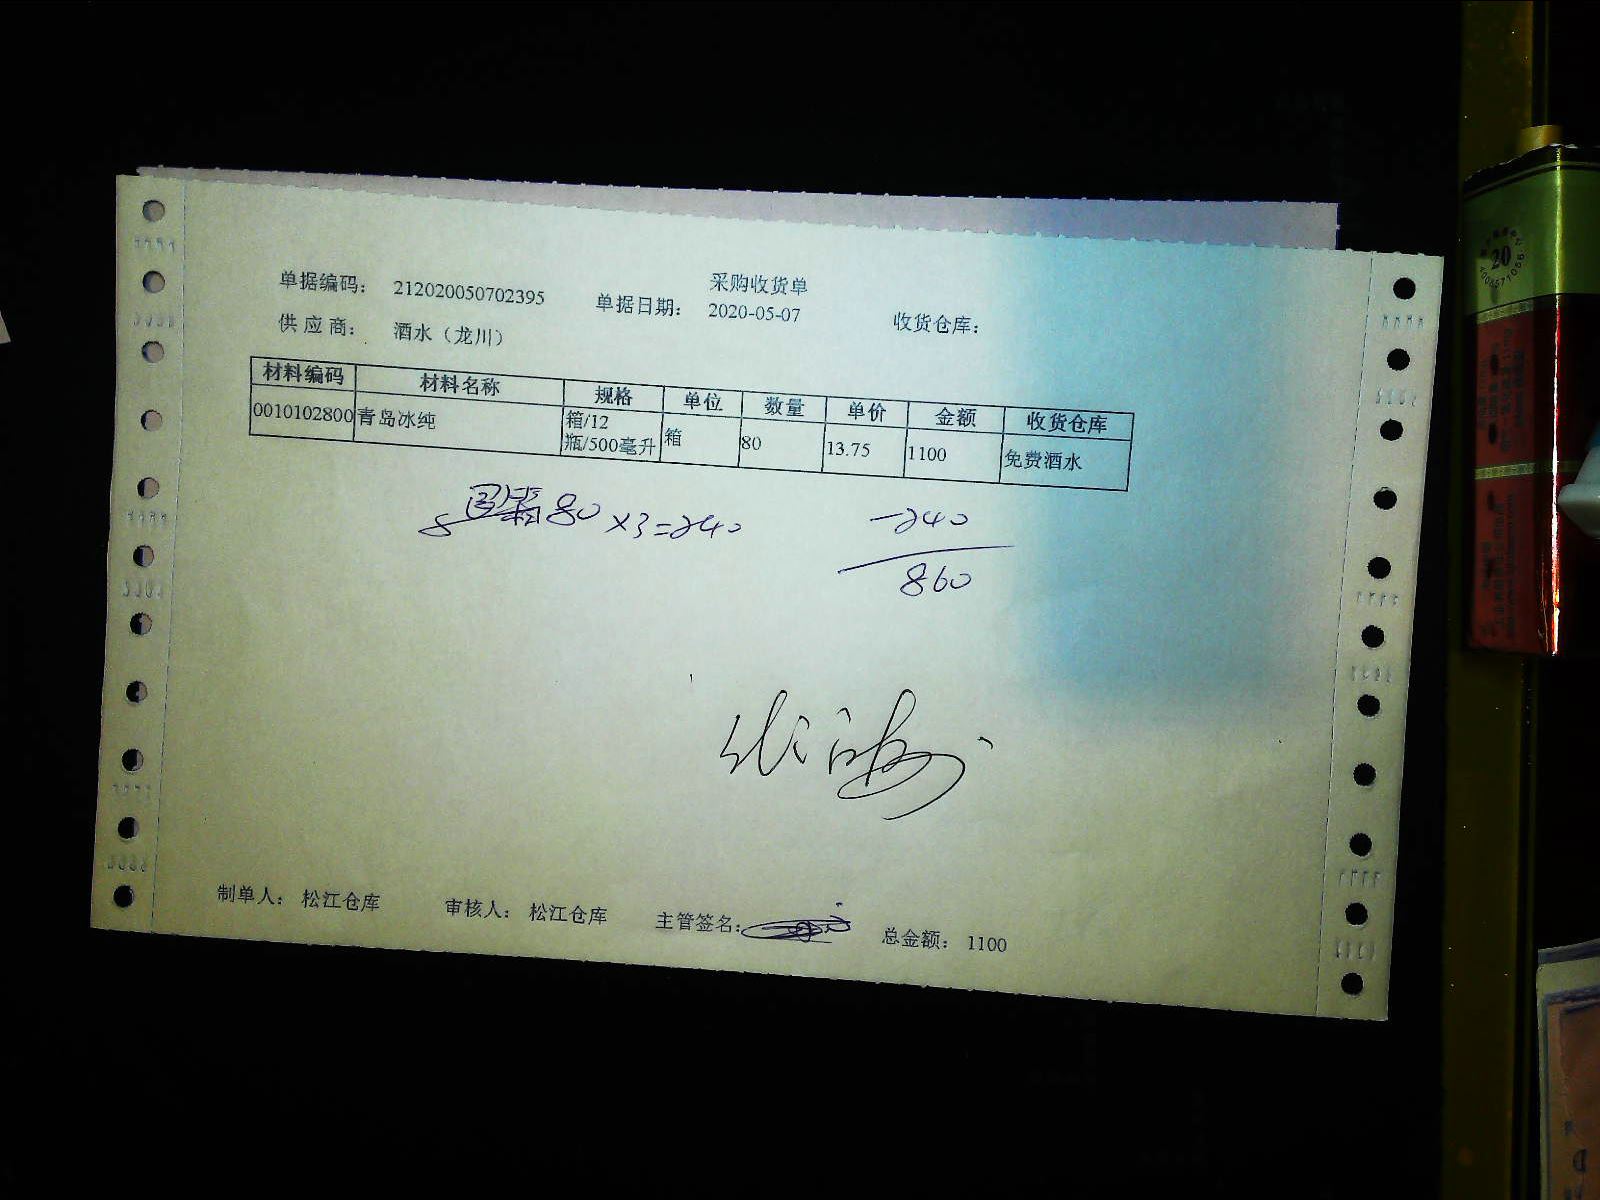 采购收货单
单据编码： 212020050702395 单据日期： 2020-05-07 收货仓库：
供 应 商： 酒水（龙川）
材料编码 材料名称 规格 单位 数量 单价 金额 收货仓库
0010102800 青岛冰纯 箱/12瓶/500毫升 箱 80 13.75 1100 免费酒水
80×3=240 -240
860
制单人： 松江仓库 审核人： 松江仓库 主管签名： 总金额： 1100
20